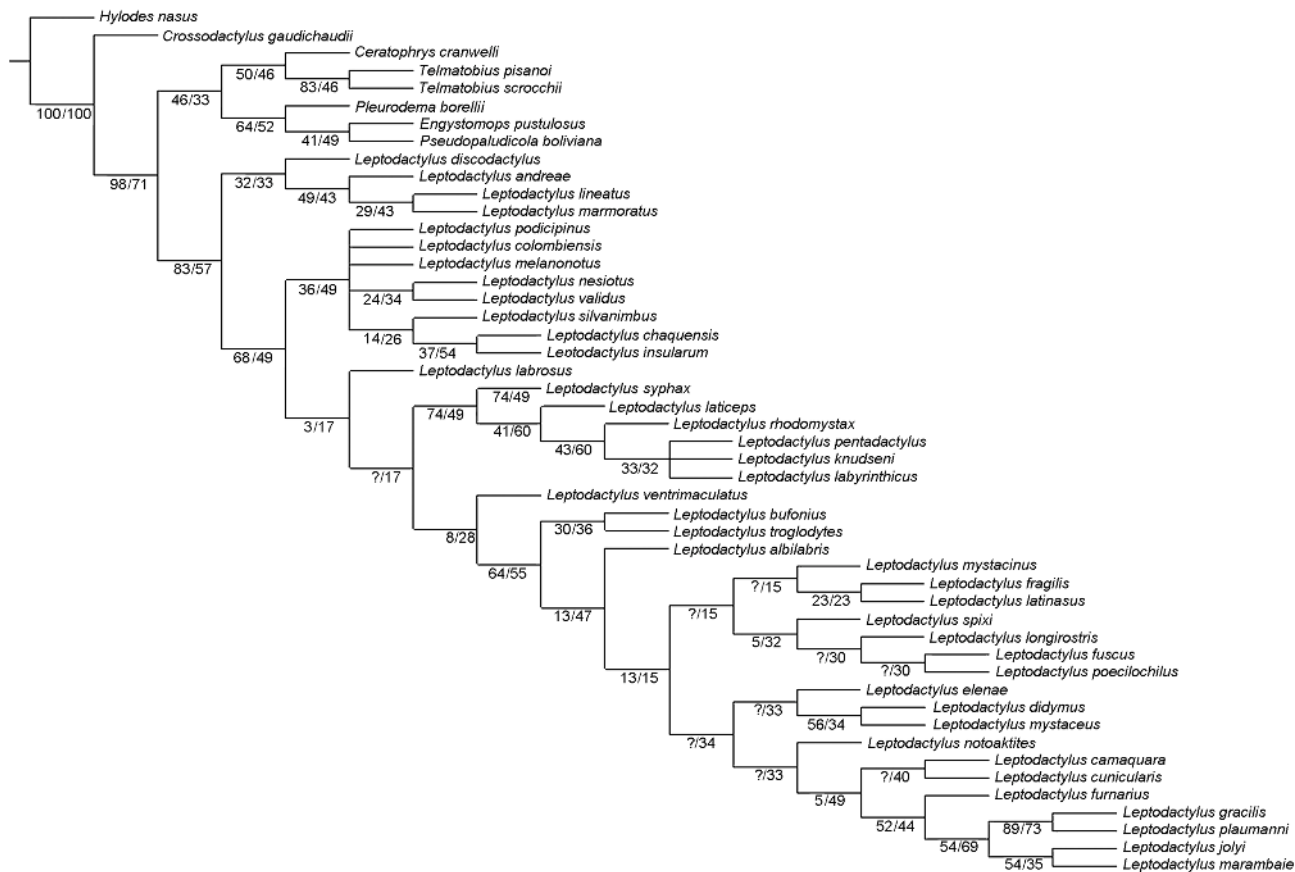 Hylodes nasus
Crossodactylus gaudichaudii
Ceratophrys cranwelli
50/46
Telmatobius pisanoi
83/46
Telmatobius scrocchii
46/33
100/100
Pleurodema borellii
64/52
Engystomops pustulosus
41/49
Pseudopaludicola boliviana
Leptodactylus discodactylus
98/71
32/33
Leptodactylus andreae
49/43
Leptodactylus lineatus
29/43
Leptodactylus marmoratus
Leptodactylus podicipinus
Leptodactylus colombiensis
83/57
Leptodactylus melanonotus
36/49
Leptodactylus nesiotus
24/34
Leptodactylus validus
Leptodactylus silvanimbus
14/26
Leptodactylus chaquensis
68/49
37/54
Leptodactylus insularum
Leptodactylus labrosus
74/49
Leptodactylus syphax
74/49
Leptodactylus laticeps
3/17
41/60
Leptodactylus rhodomystax
43/60
Leptodactylus pentadactylus
33/32
Leptodactylus knudseni
?/17
Leptodactylus labyrinthicus
Leptodactylus ventrimaculatus
Leptodactylus bufonius
30/36
Leptodactylus troglodytes
8/28
Leptodactylus albilabris
64/55
Leptodactylus mystacinus
?/15
Leptodactylus fragilis
23/23
Leptodactylus latinasus
13/47
?/15
Leptodactylus spixi
5/32
Leptodactylus longirostris
?/30
Leptodactylus fuscus
?/30
Leptodactylus poecilochilus
13/15
Leptodactylus elenae
?/33
Leptodactylus didymus
56/34
Leptodactylus mystaceus
?/34
Leptodactylus notoaktites
?/33
Leptodactylus camaquara
?/40
Leptodactylus cunicularis
5/49
Leptodactylus furnarius
52/44
Leptodactylus gracilis
89/73
Leptodactylus plaumanni
54/69
Leptodactylus jolyi
54/35
Leptodactylus marambaie